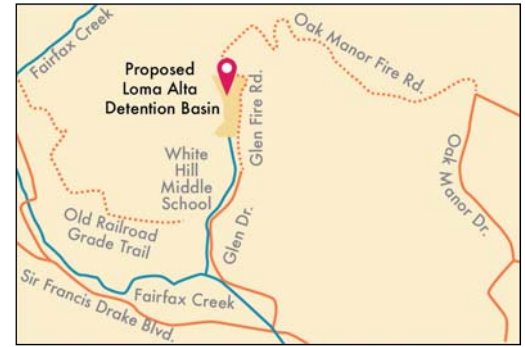 Fairfax Creek
Oak Manor Fire Rd.
Proposed
Loma Alta
Detention Basin
Glen Fire Rd.
White
Hill
Middle
School
Oak Manor Dr.
Old Railroad
Grade Trail
Glen Dr.
Fairfax Creek
Sir Francis Drake Blvd.